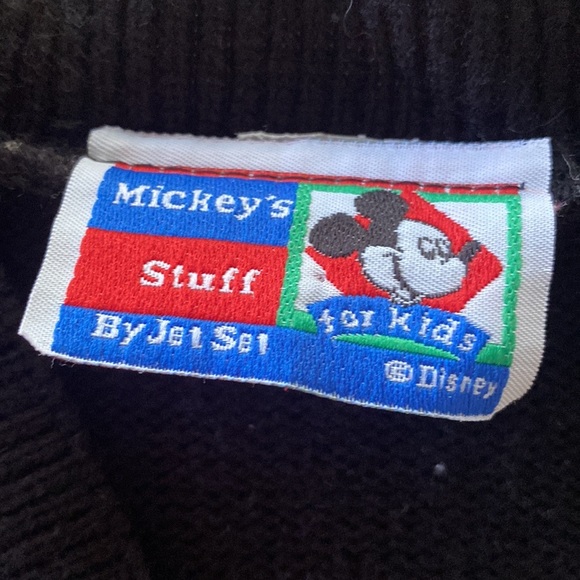 Mickey's
Stuff
By Jet Set
for kids
© Disney